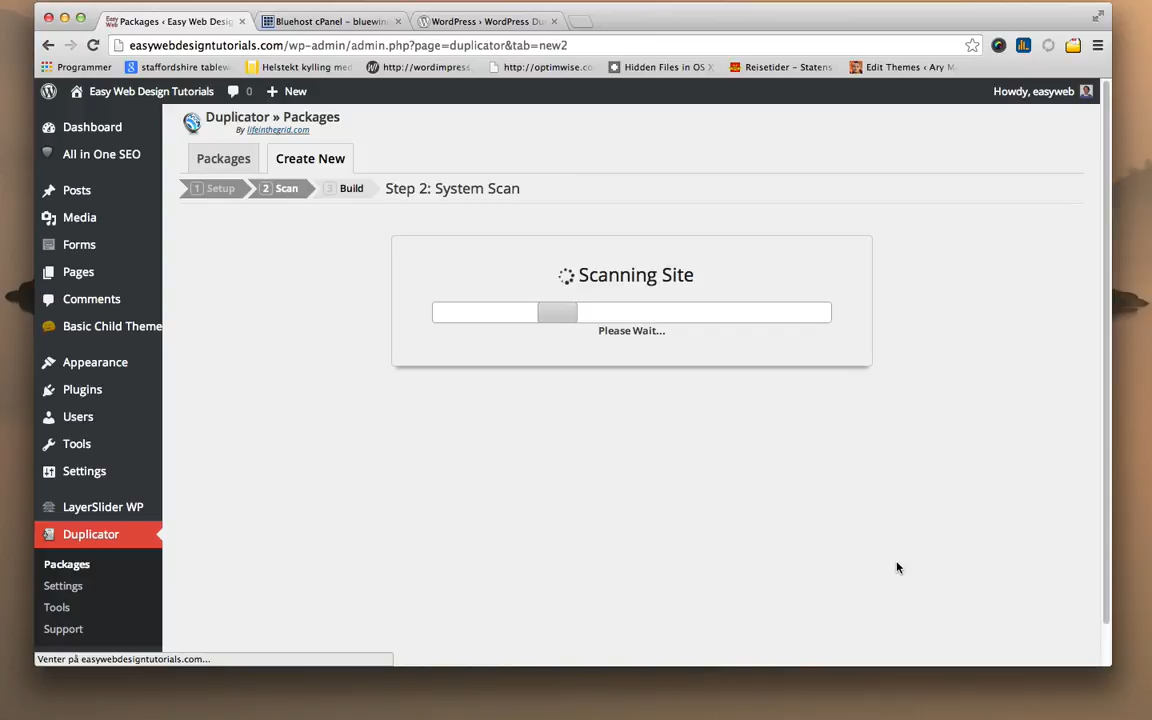 Packages ‹ Easy Web Desig
Bluehost cPanel – bluewin
WordPress › WordPress Du
easywebdesigntutorials.com/wp-admin/admin.php?page=duplicator&tab=new2
Programmer
staffordshire tablew
Helstekt kylling me
http://wordimpress.
http://optimwise.co
Hidden Files in OS X
Reisetider – Statens
Edit Themes ‹ Ary M
Easy Web Design Tutorials
0
New
Howdy, easyweb
Dashboard
All in One SEO
Posts
Media
Forms
Pages
Comments
Basic Child Theme
Appearance
Plugins
Users
Tools
Settings
LayerSlider WP
Duplicator
Packages
Settings
Tools
Support
Duplicator » Packages
By lifeinthegrid.com
Packages
Create New
1 Setup
2 Scan
3 Build
Step 2: System Scan
Scanning Site
Please Wait...
Venter på easywebdesigntutorials.com...